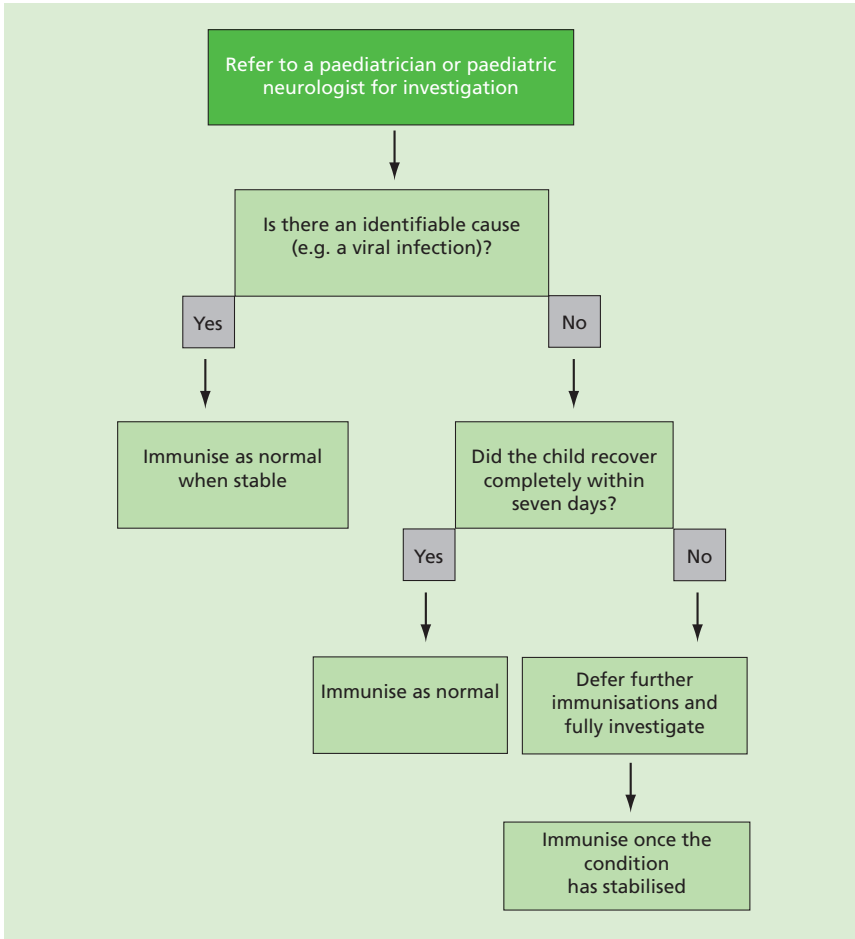 Refer to a paediatrician or paediatric
neurologist for investigation
Is there an identifiable cause
(e.g. a viral infection)?
Yes
No
Immunise as normal
when stable
Did the child recover
completely within
seven days?
Yes
No
Immunise as normal
Defer further
immunisations and
fully investigate
Immunise once the
condition
has stabilised